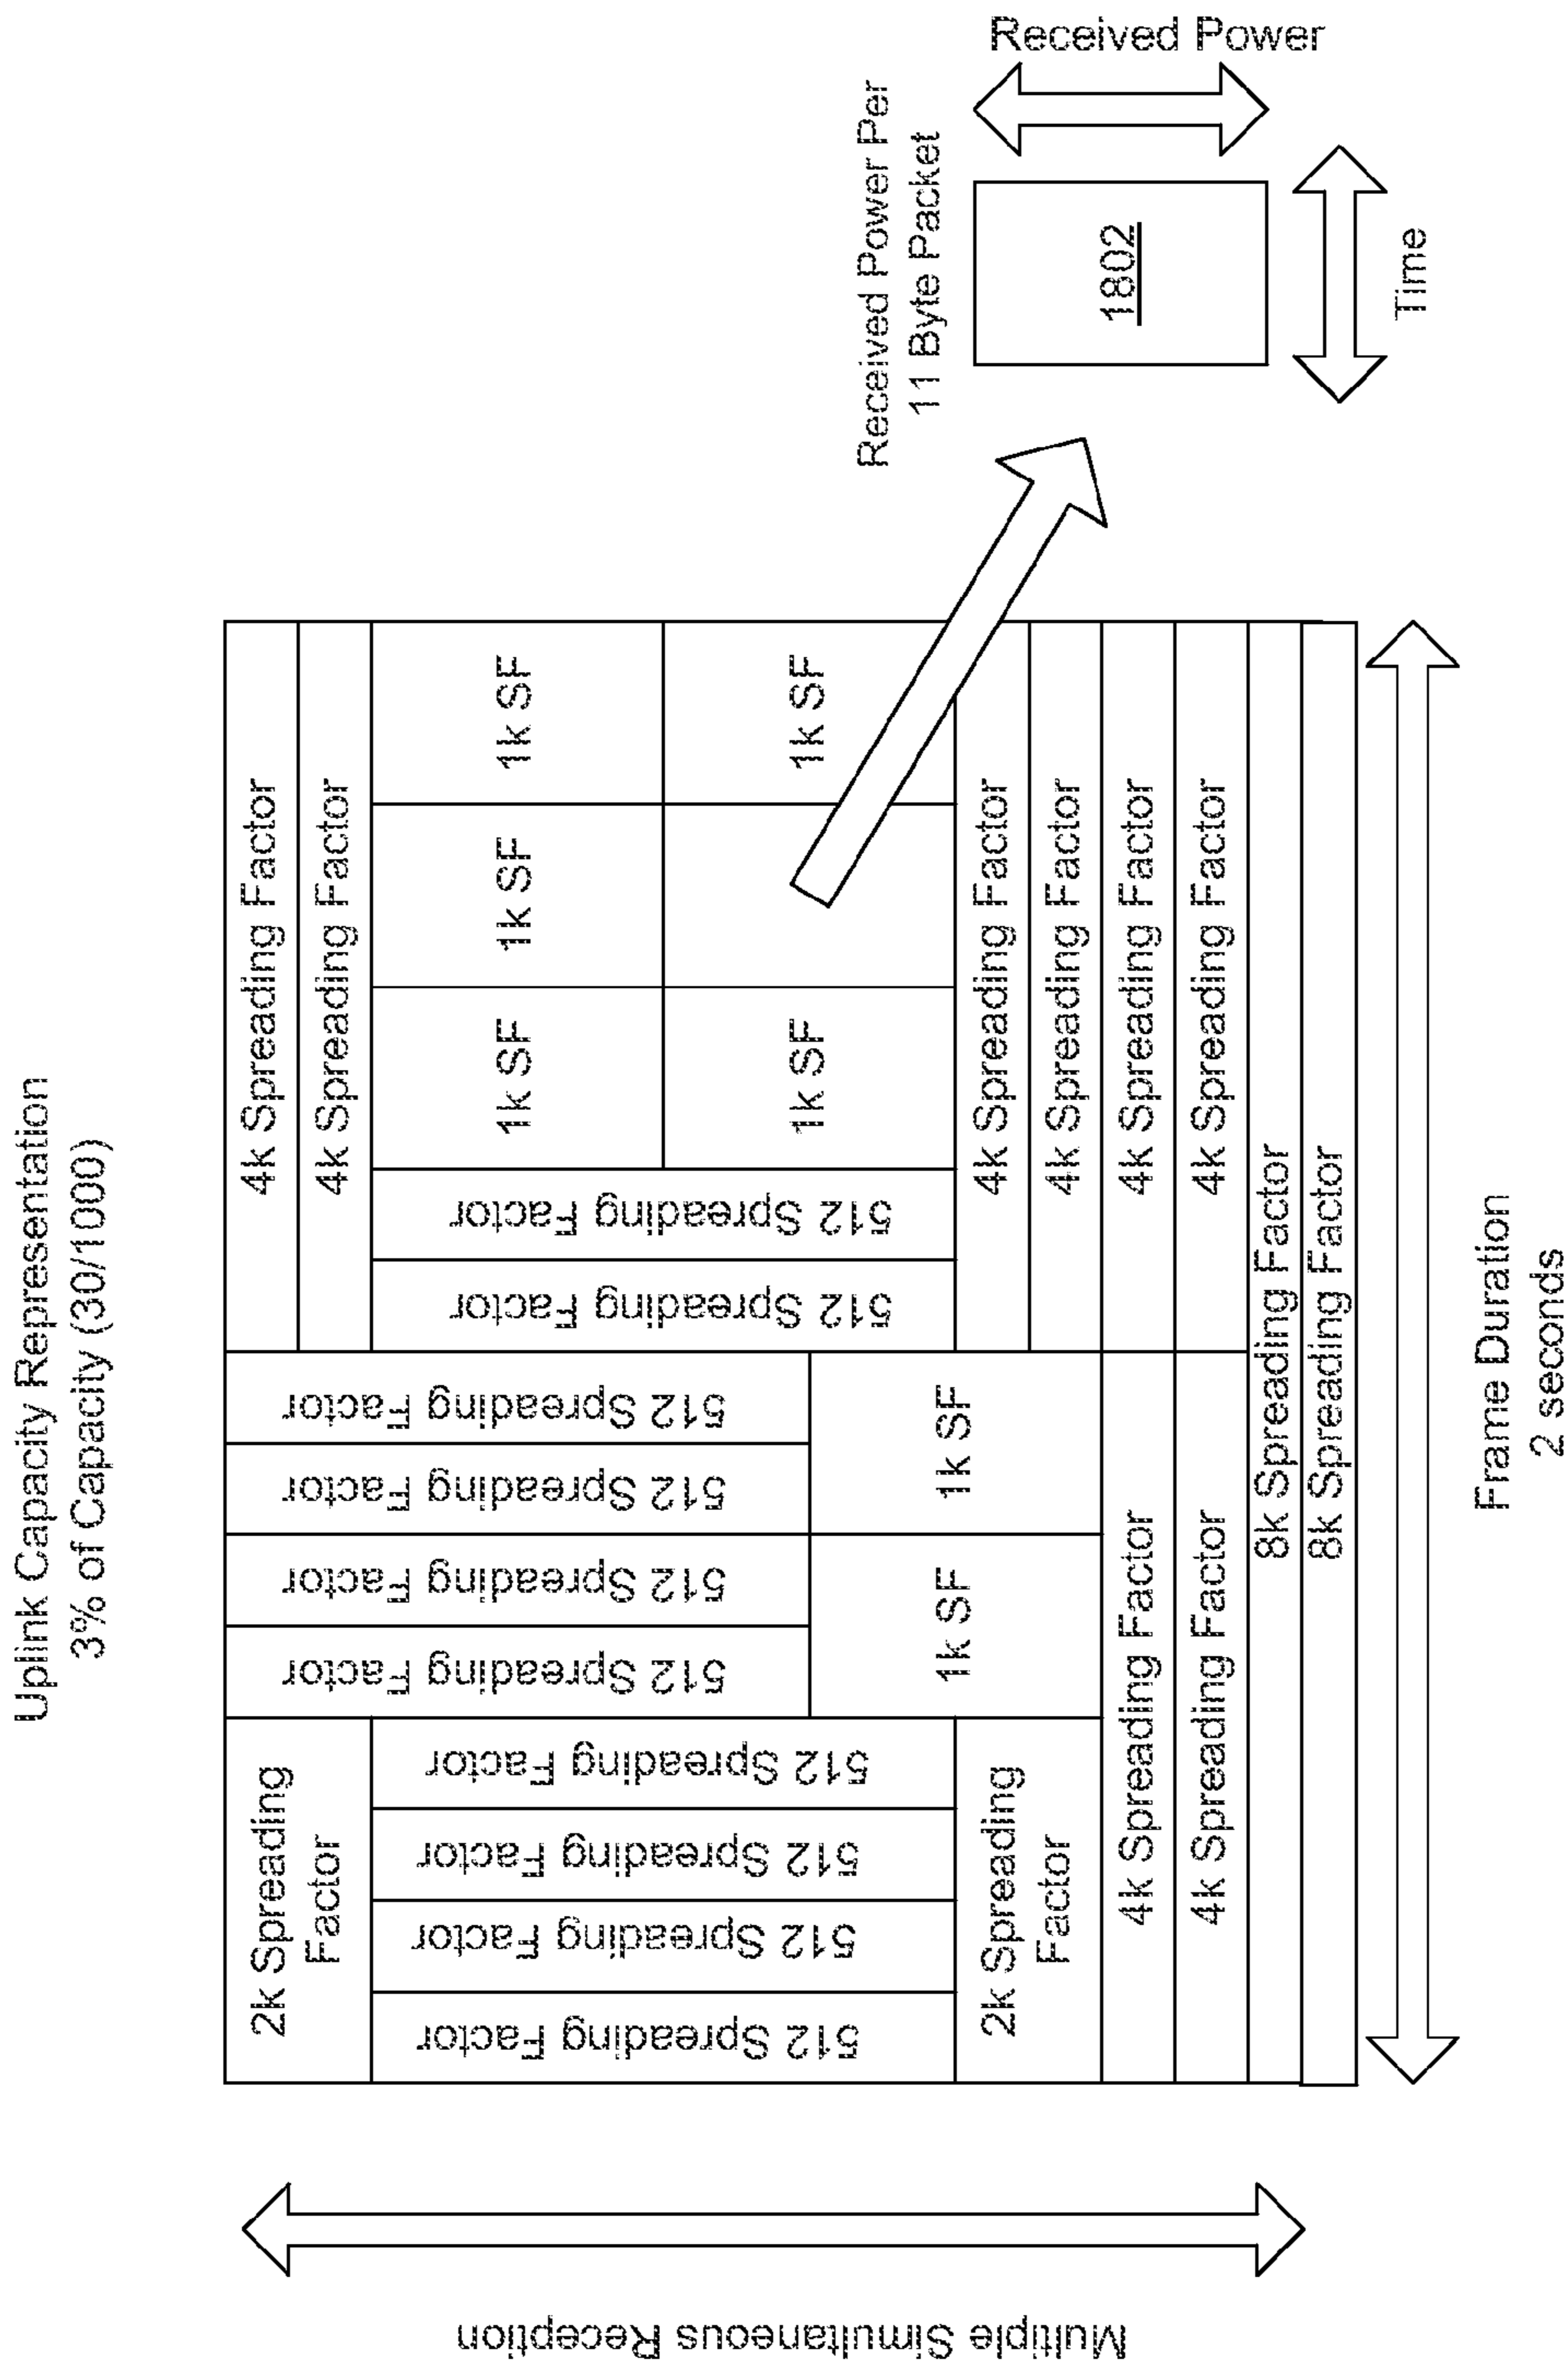 Uplink Capacity Representation
3% of Capacity (30/1000)
Multiple Simultaneous Reception
2k Spreading
Factor
512 Spreading Factor
512 Spreading Factor
512 Spreading Factor
512 Spreading Factor
2k Spreading
Factor
512 Spreading Factor
512 Spreading Factor
512 Spreading Factor
512 Spreading Factor
1k SF
1k SF
4k Spreading Factor
4k Spreading Factor
512 Spreading Factor
512 Spreading Factor
1k SF
1k SF
1k SF
1k SF
1k SF
4k Spreading Factor
4k Spreading Factor
4k Spreading Factor
4k Spreading Factor
4k Spreading Factor
4k Spreading Factor
8k Spreading Factor
8k Spreading Factor
Frame Duration
2 seconds
Received Power Per
11 Byte Packet
1802
Received Power
Time